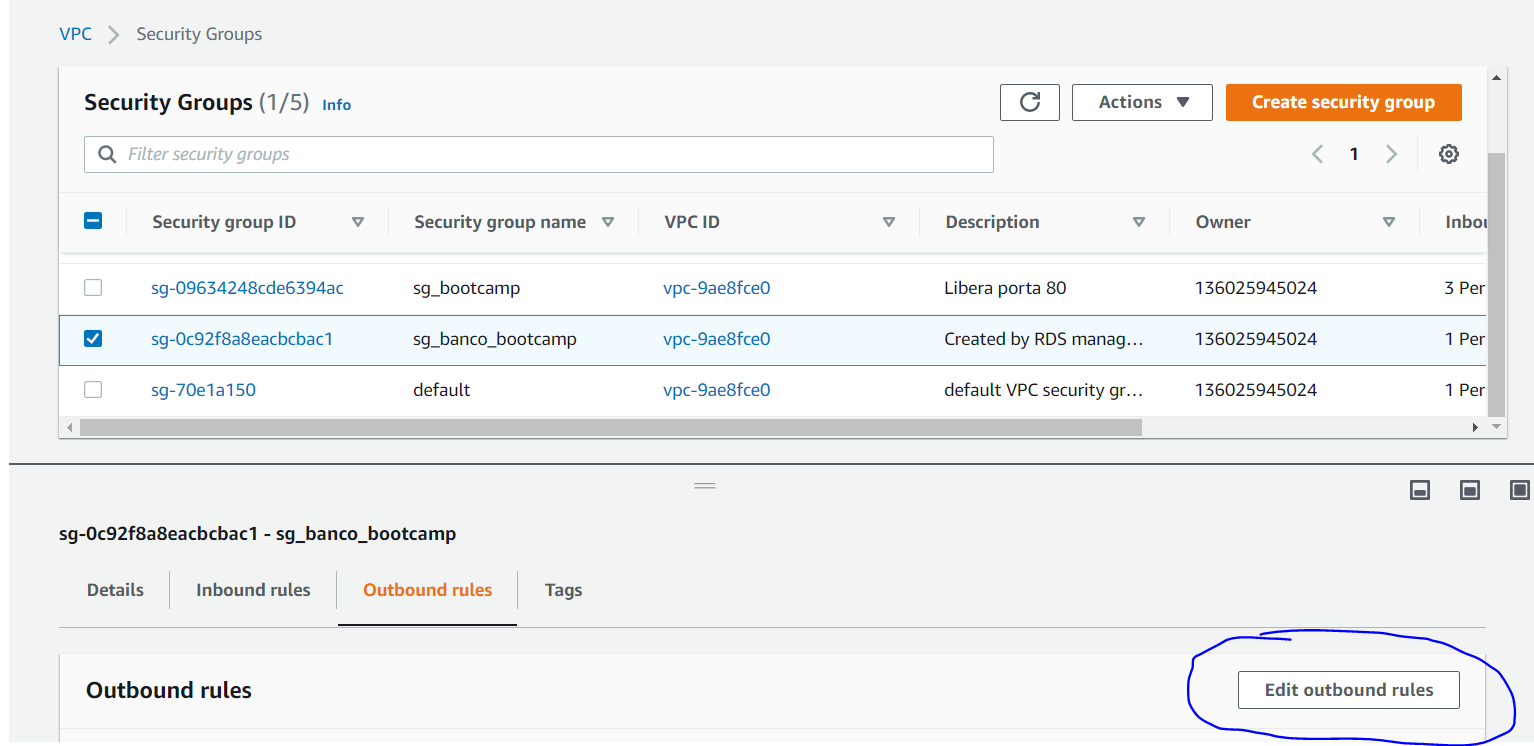 VPC > Security Groups
Security Groups (1/5) Info
Actions
Create security group
Filter security groups
1
Security group ID Security group name VPC ID Description Owner Inbou
sg-09634248cde6394ac sg_bootcamp vpc-9ae8fce0 Libera porta 80 136025945024 3 Per
sg-0c92f8a8eacbcbac1 sg_banco_bootcamp vpc-9ae8fce0 Created by RDS manag... 136025945024 1 Per
sg-70e1a150 default vpc-9ae8fce0 default VPC security gr... 136025945024 1 Per
sg-0c92f8a8eacbcbac1 - sg_banco_bootcamp
Details Inbound rules Outbound rules Tags
Outbound rules
Edit outbound rules